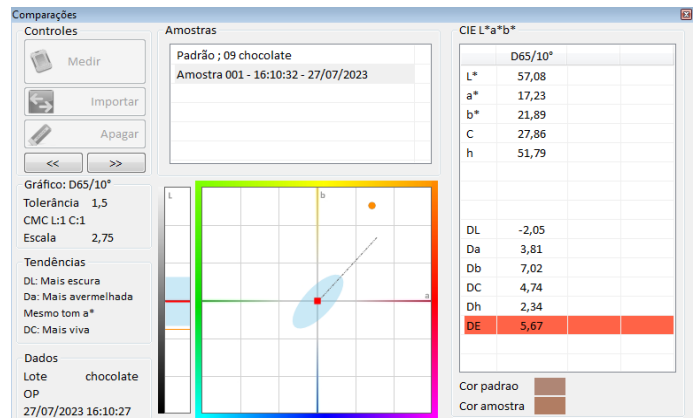 Comparações
Controles
Medir
Importar
Apagar
<< >>
Gráfico: D65/10°
Tolerância 1,5
CMC L:1 C:1
Escala 2,75
Tendências
DL: Mais escura
Da: Mais avermelhada
Mesmo tom a*
DC: Mais viva
Dados
Lote chocolate
OP
27/07/2023 16:10:27
Amostras
Padrão ; 09 chocolate
Amostra 001 - 16:10:32 - 27/07/2023
L
b
a
CIE L*a*b*
D65/10°
L* 57,08
a* 17,23
b* 21,89
C 27,86
h 51,79
DL -2,05
Da 3,81
Db 7,02
DC 4,74
Dh 2,34
DE 5,67
Cor padrao
Cor amostra